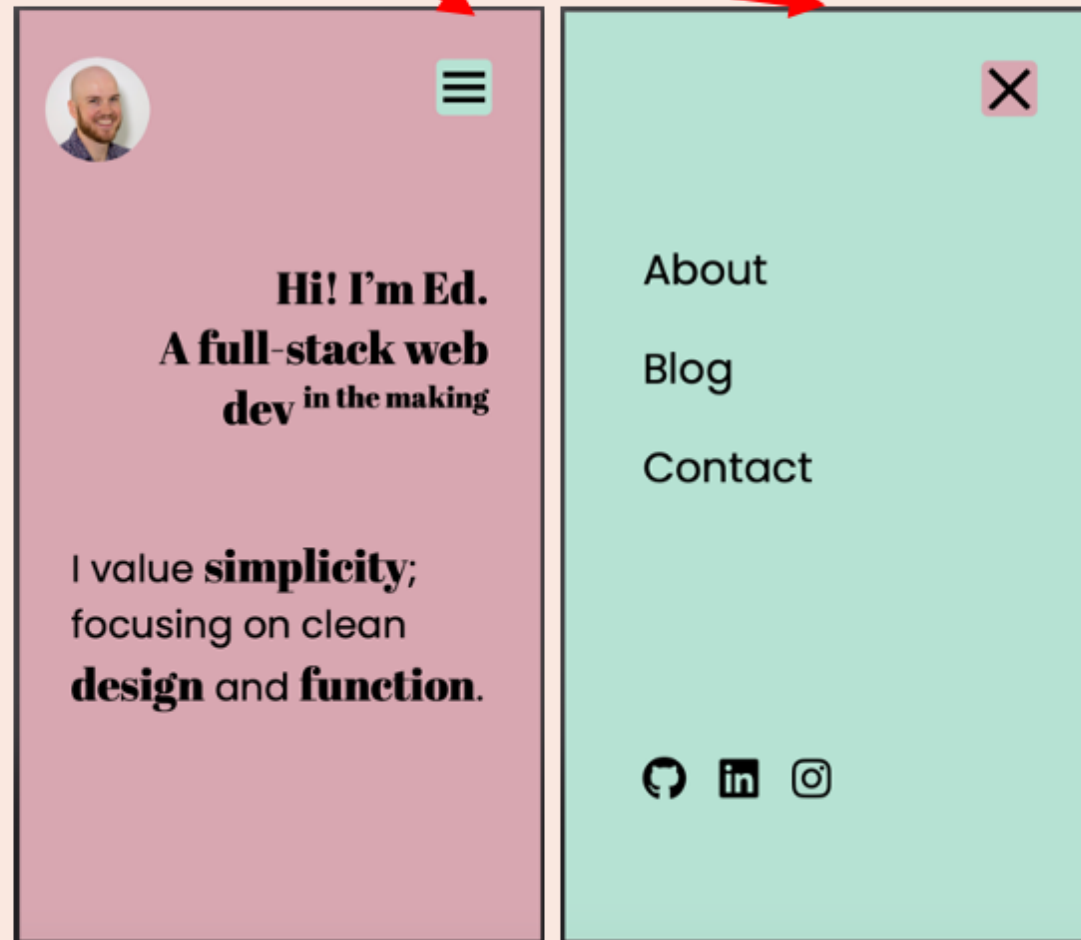 Hi! I’m Ed.
A full-stack web
dev in the making
I value simplicity;
focusing on clean
design and function.
About
Blog
Contact
in